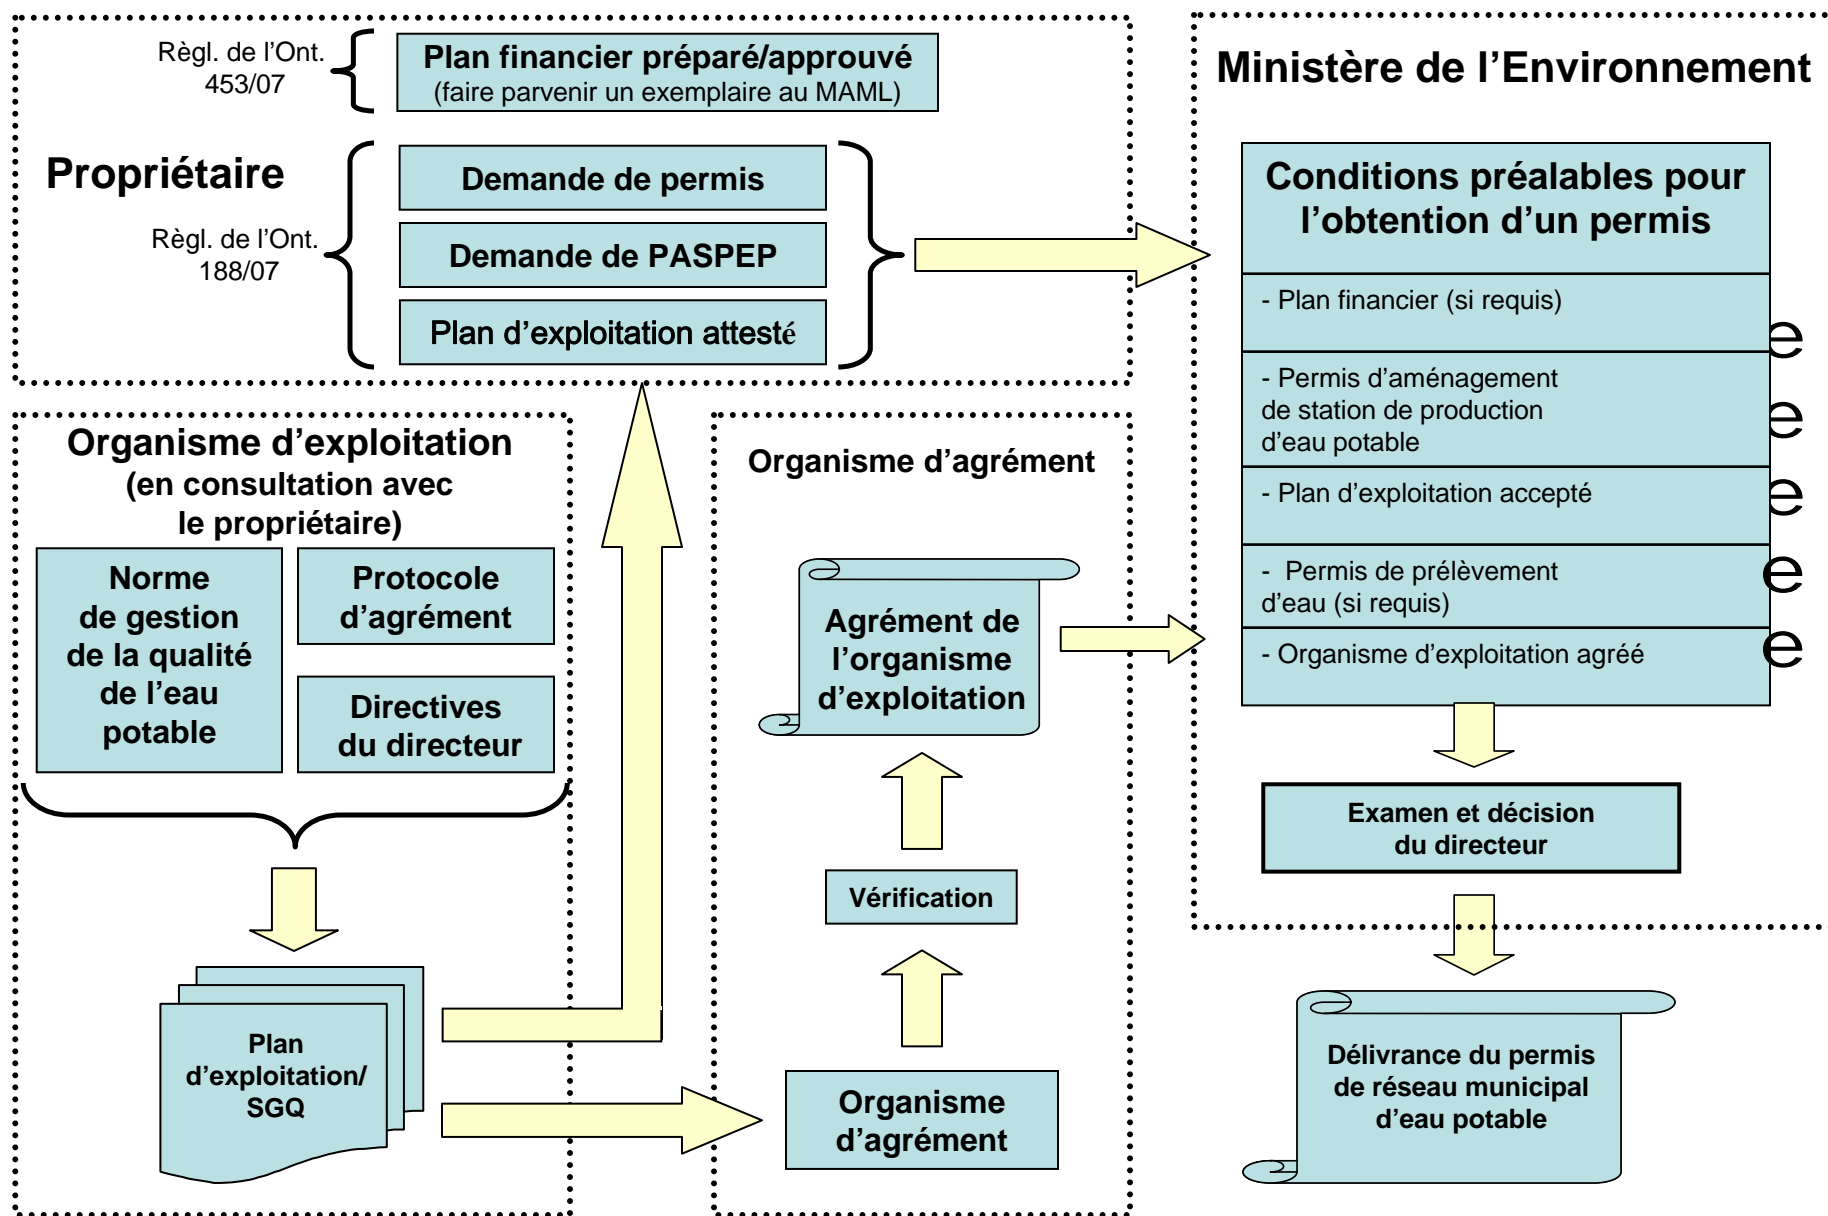 Règl. de l’Ont.
453/07
Plan financier préparé/approuvé
(faire parvenir un exemplaire au MAML)
Propriétaire
Règl. de l’Ont.
188/07
Demande de permis
Demande de PASPEP
Plan d’exploitation attesté
Ministère de l’Environnement
Conditions préalables pour
l’obtention d’un permis
- Plan financier (si requis)
e
- Permis d’aménagement
de station de production
d’eau potable
e
- Plan d’exploitation accepté
e
- Permis de prélèvement
d’eau (si requis)
e
- Organisme d’exploitation agréé
e
Examen et décision
du directeur
Délivrance du permis
de réseau municipal
d’eau potable
Organisme d’exploitation
(en consultation avec
le propriétaire)
Norme
de gestion
de la qualité
de l’eau
potable
Protocole
d’agrément
Directives
du directeur
Plan
d’exploitation/
SGQ
Organisme d’agrément
Agrément de
l’organisme
d’exploitation
Vérification
Organisme
d’agrément